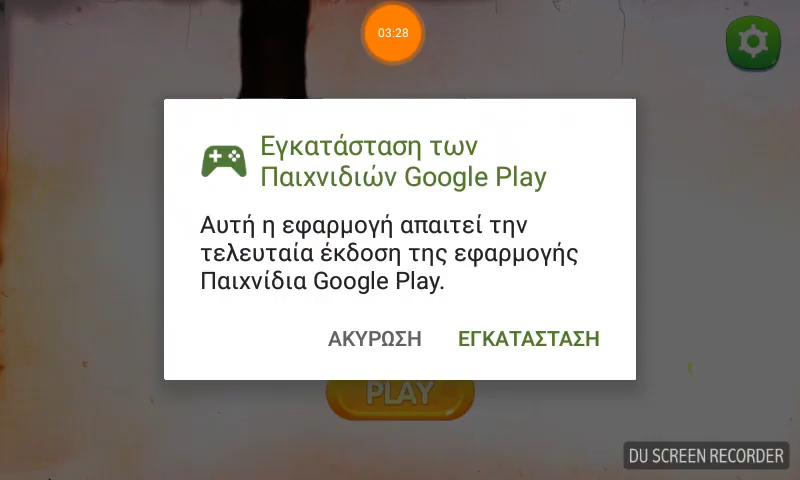 03:28
Εγκατάσταση των
Παιχνιδιών Google Play
Αυτή η εφαρμογή απαιτεί την
τελευταία έκδοση της εφαρμογής
Παιχνίδια Google Play.
ΑΚΥΡΩΣΗ ΕΓΚΑΤΑΣΤΑΣΗ
PLAY
DU SCREEN RECORDER